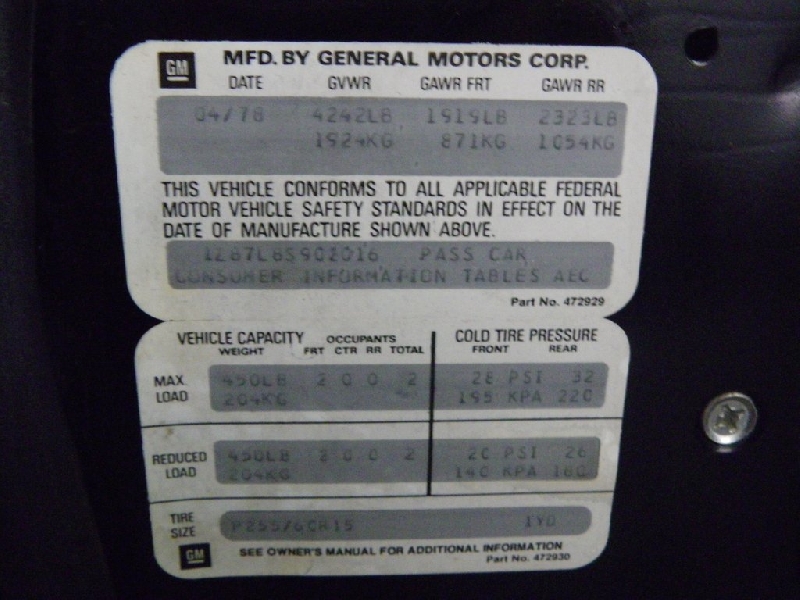 GM MFD. BY GENERAL MOTORS CORP.
DATE GVWR GAWR FRT GAWR RR
04/78 4242LB 1919LB 2323LB
1924KG 871KG 1054KG
THIS VEHICLE CONFORMS TO ALL APPLICABLE FEDERAL
MOTOR VEHICLE SAFETY STANDARDS IN EFFECT ON THE
DATE OF MANUFACTURE SHOWN ABOVE.
1Z87L8S902016 PASS CAR
CONSUMER INFORMATION TABLES AEC
Part No. 472929
VEHICLE CAPACITY OCCUPANTS COLD TIRE PRESSURE
WEIGHT FRT CTR RR TOTAL FRONT REAR
MAX. LOAD 450LB 2 0 0 2 28 PSI 32
204KG 195 KPA 220
REDUCED LOAD 450LB 2 0 0 2 20 PSI 26
204KG 140 KPA 180
TIRE SIZE P255/60R15 1YD
GM SEE OWNER'S MANUAL FOR ADDITIONAL INFORMATION
Part No. 472930